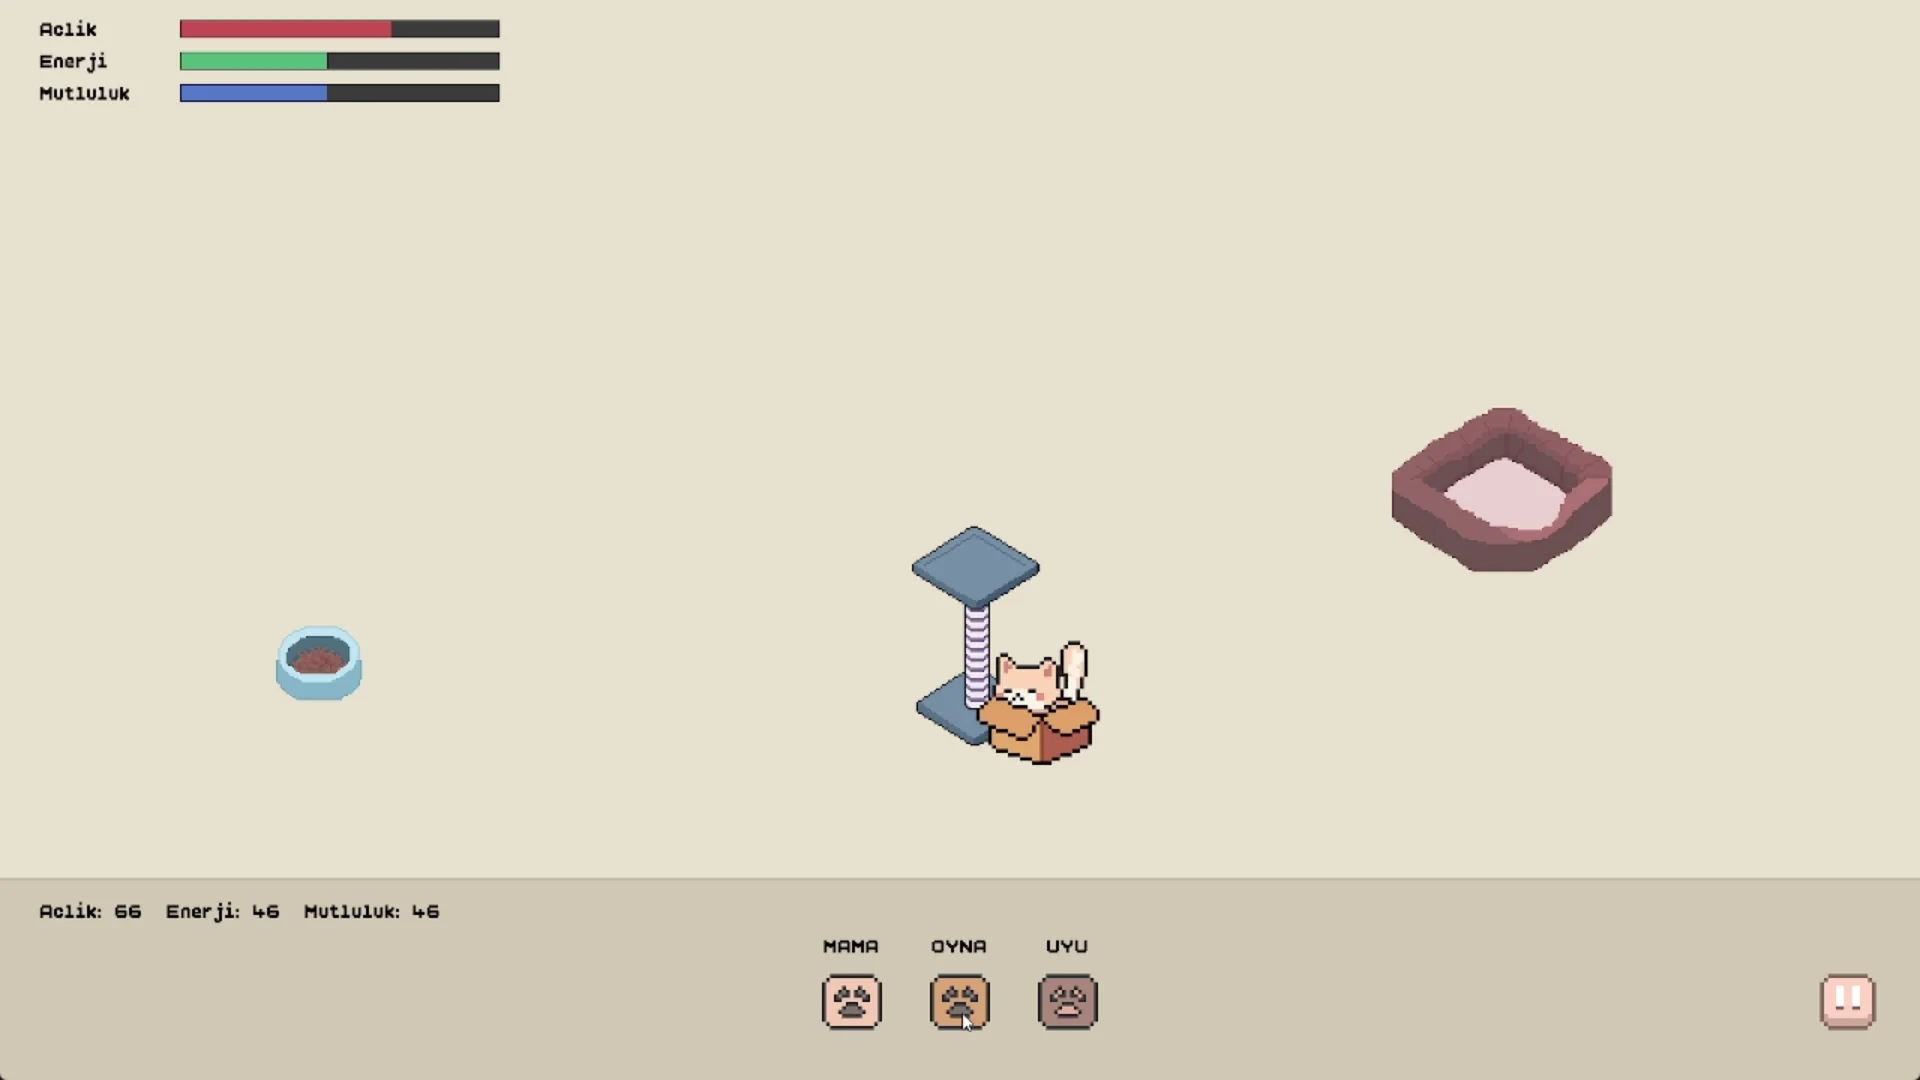 Aclik
Enerji
Mutluluk
Aclik: 66 Enerji: 46 Mutluluk: 46
MAMA OYNA UYU